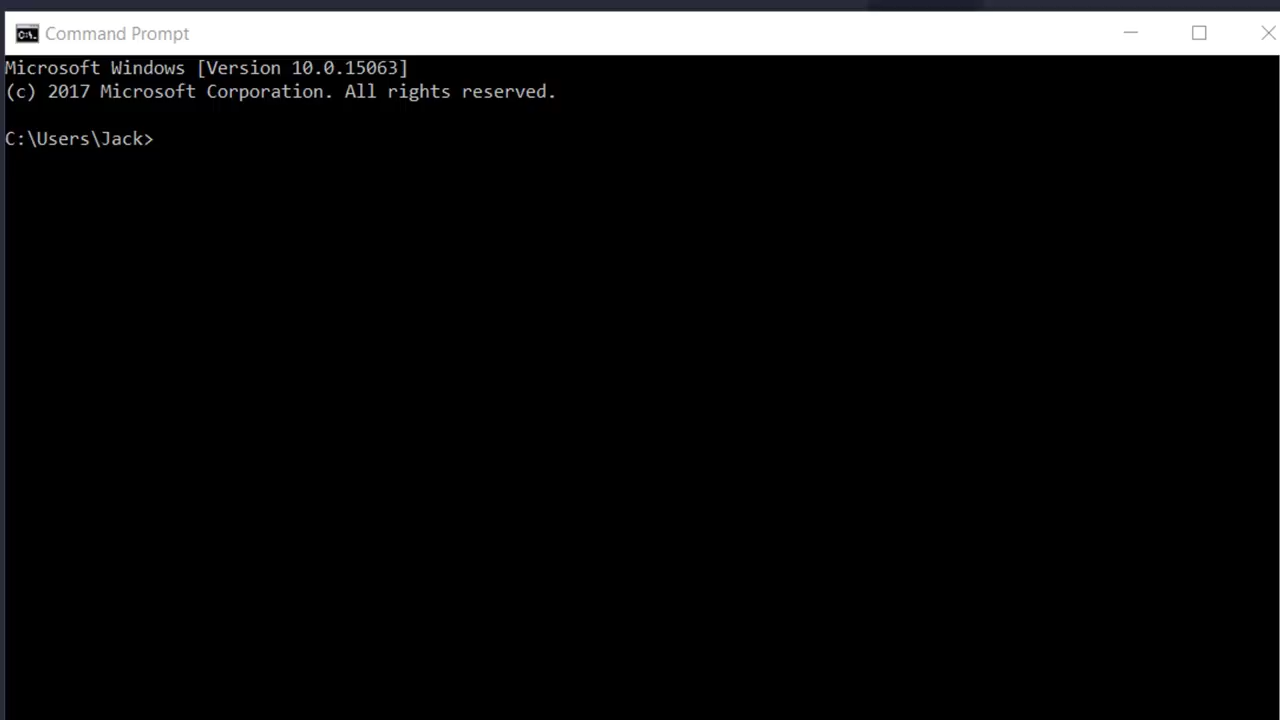 Command Prompt
Microsoft Windows [Version 10.0.15063]
(c) 2017 Microsoft Corporation. All rights reserved.
C:\Users\Jack>